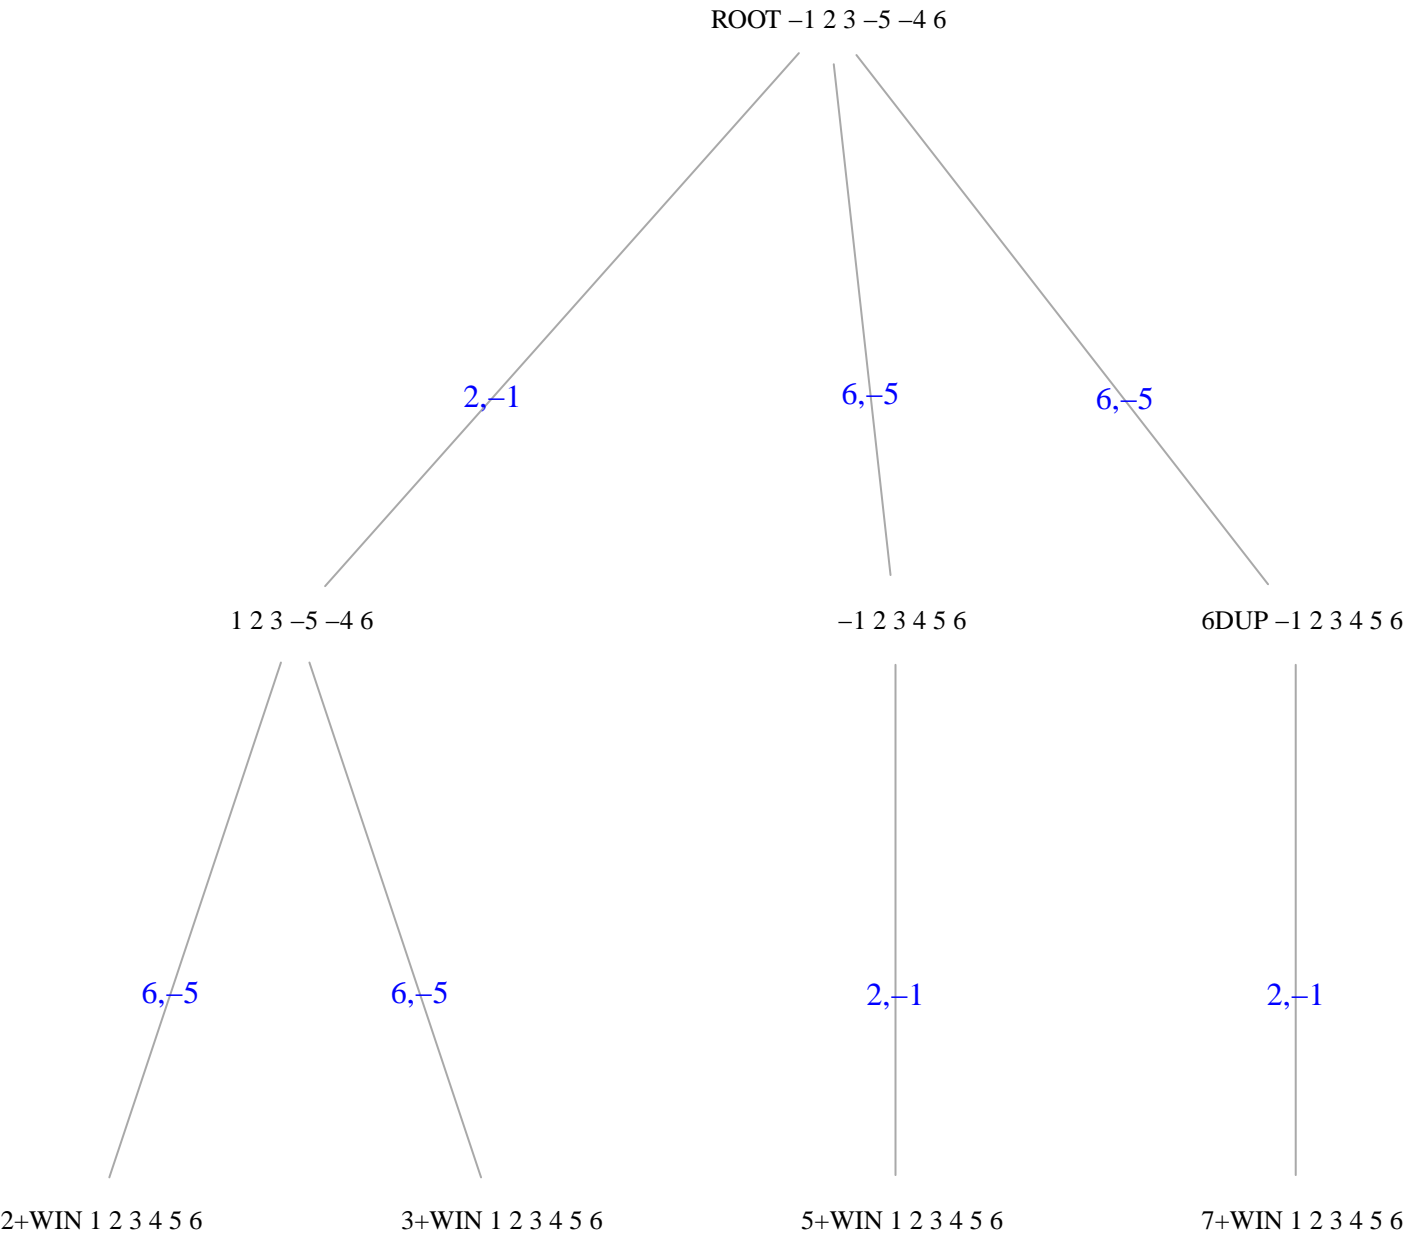 ROOT –1 2 3 –5 –4 6
2,–1
6,–5
6,–5
1 2 3 –5 –4 6
–1 2 3 4 5 6
6DUP –1 2 3 4 5 6
6,–5
6,–5
2,–1
2,–1
2+WIN 1 2 3 4 5 6
3+WIN 1 2 3 4 5 6
5+WIN 1 2 3 4 5 6
7+WIN 1 2 3 4 5 6